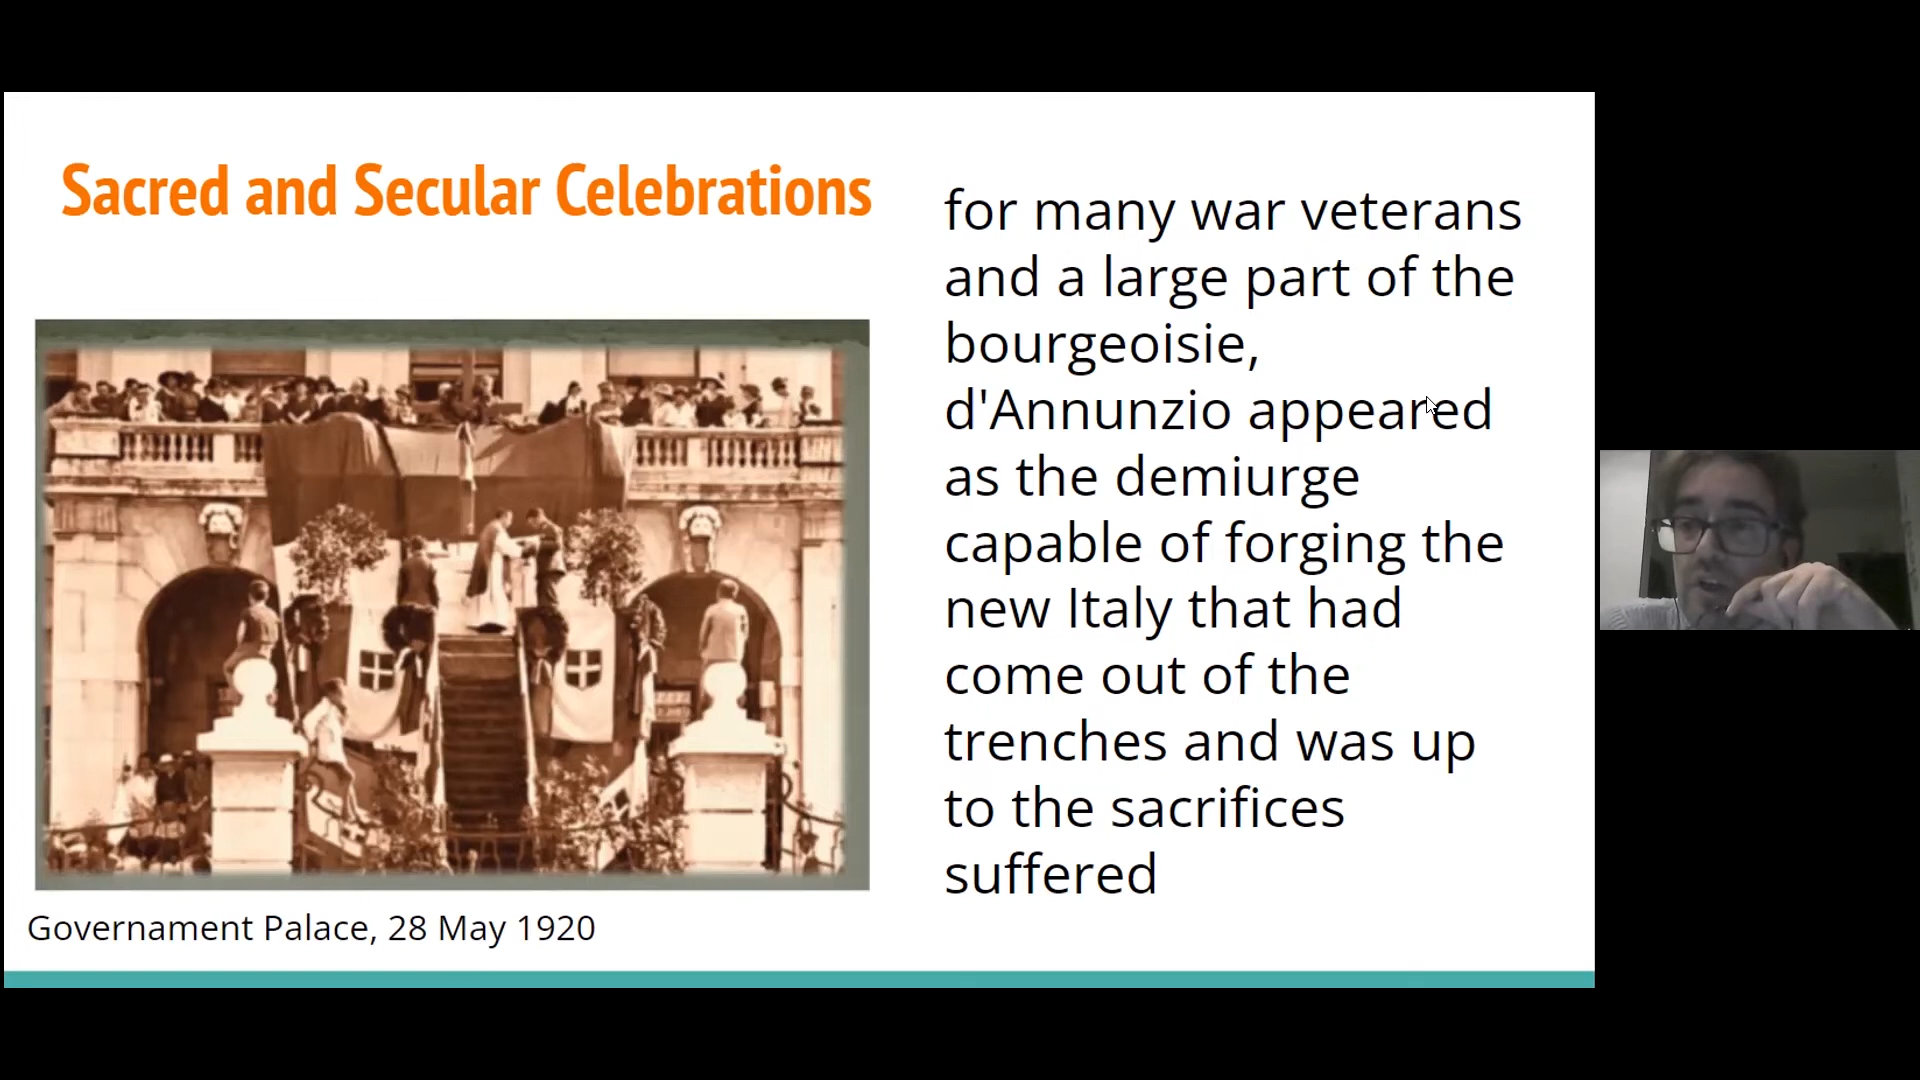 Sacred and Secular Celebrations
for many war veterans
and a large part of the
bourgeoisie,
d'Annunzio appeared
as the demiurge
capable of forging the
new Italy that had
come out of the
trenches and was up
to the sacrifices
suffered
Governament Palace, 28 May 1920